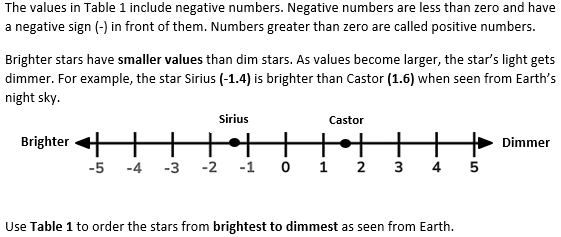 The values in Table 1 include negative numbers. Negative numbers are less than zero and have
a negative sign (-) in front of them. Numbers greater than zero are called positive numbers.
Brighter stars have smaller values than dim stars. As values become larger, the star's light gets
dimmer. For example, the star Sirius (-1.4) is brighter than Castor (1.6) when seen from Earth's
night sky.
Sirius Castor
Brighter Dimmer
-5 -4 -3 -2 -1 0 1 2 3 4 5
Use Table 1 to order the stars from brightest to dimmest as seen from Earth.